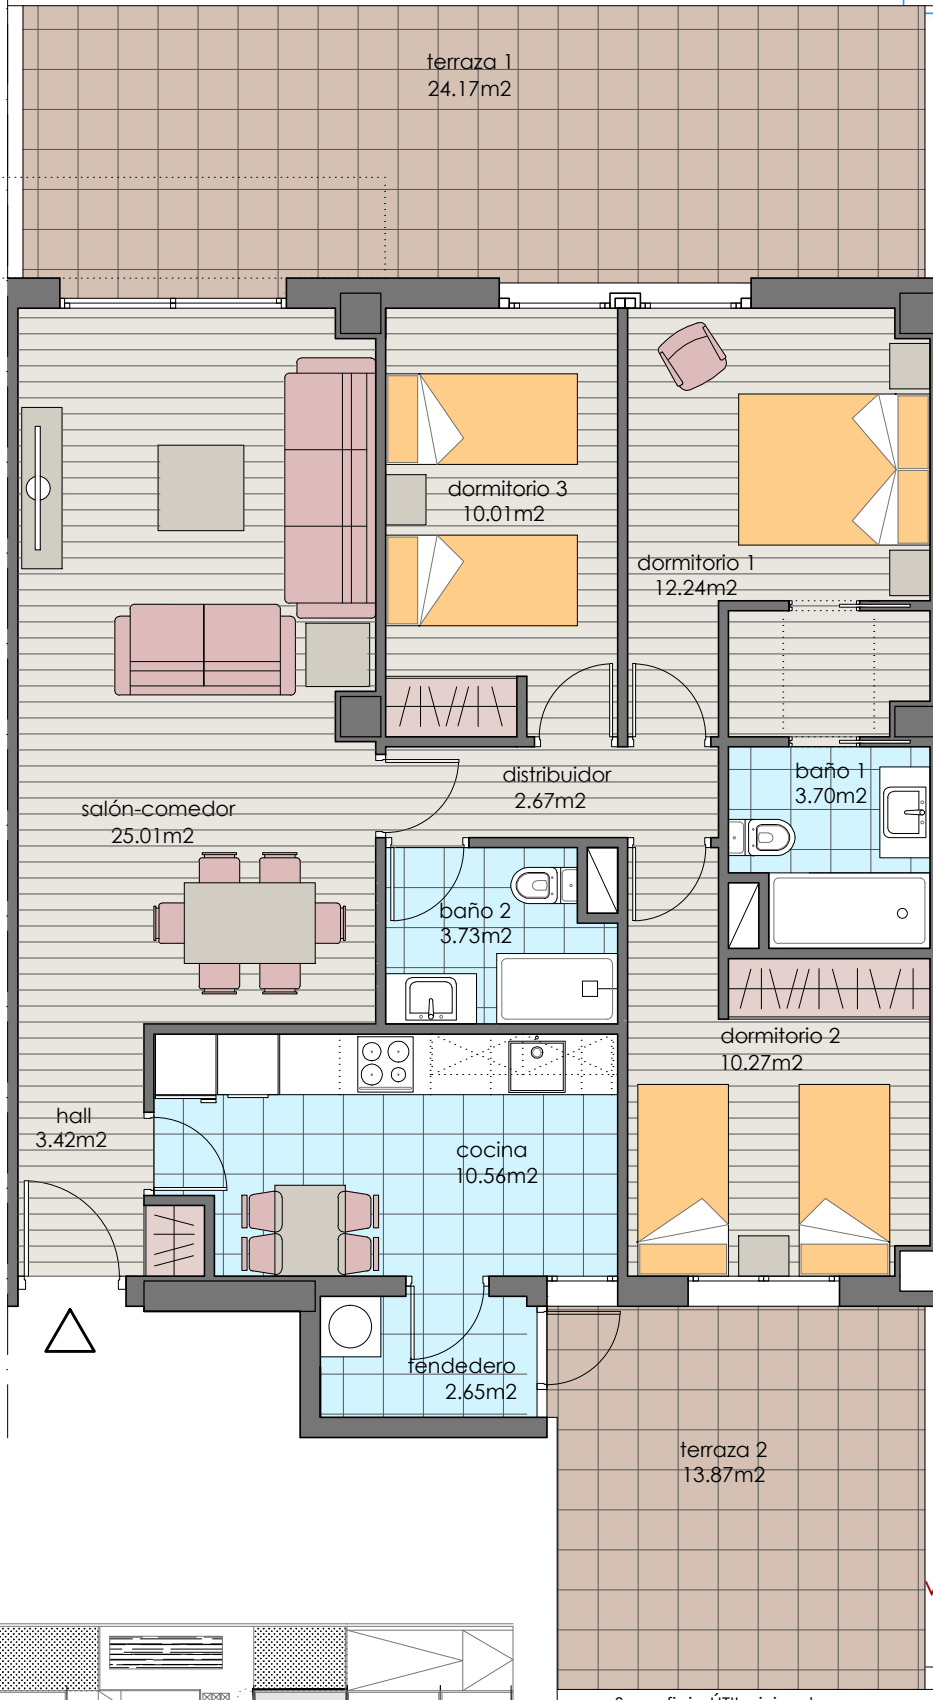 terraza 1
24.17m2
dormitorio 3
10.01m2
dormitorio 1
12.24m2
distribuidor
2.67m2
baño 1
3.70m2
salón-comedor
25.01m2
baño 2
3.73m2
dormitorio 2
10.27m2
hall
3.42m2
cocina
10.56m2
tendedero
2.65m2
terraza 2
13.87m2